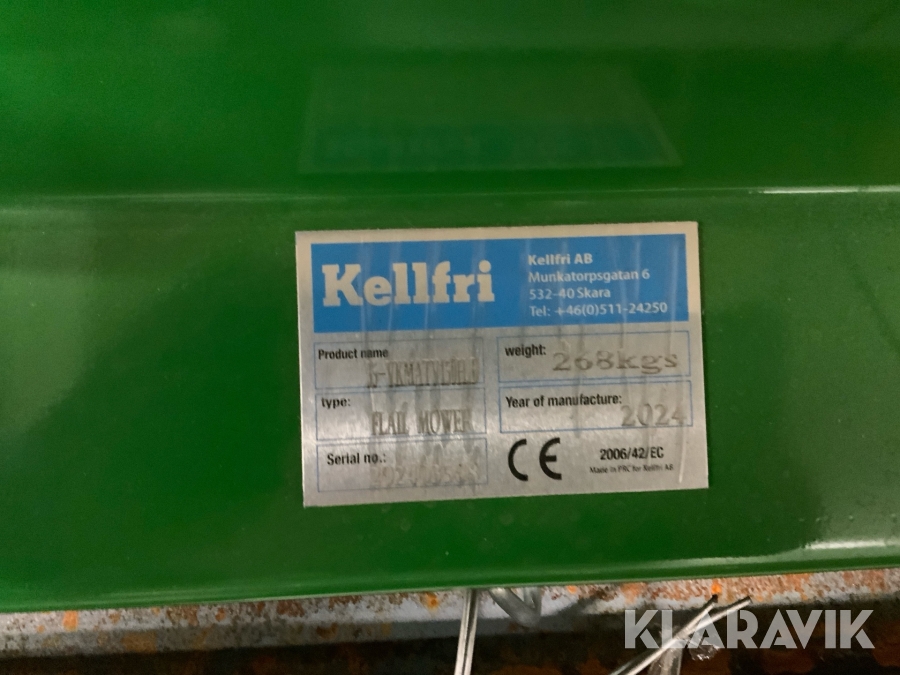 Kellfri
Kellfri AB
Munkatorpsgatan 6
532-40 Skara
Tel: +46(0)511-24250
Product name
weight: 268kgs
type: FLAIL MOWER
Year of manufacture: 2024
Serial no.:
CE 2006/42/EC
Made in PRC for Kellfri AB
KLARAVIK